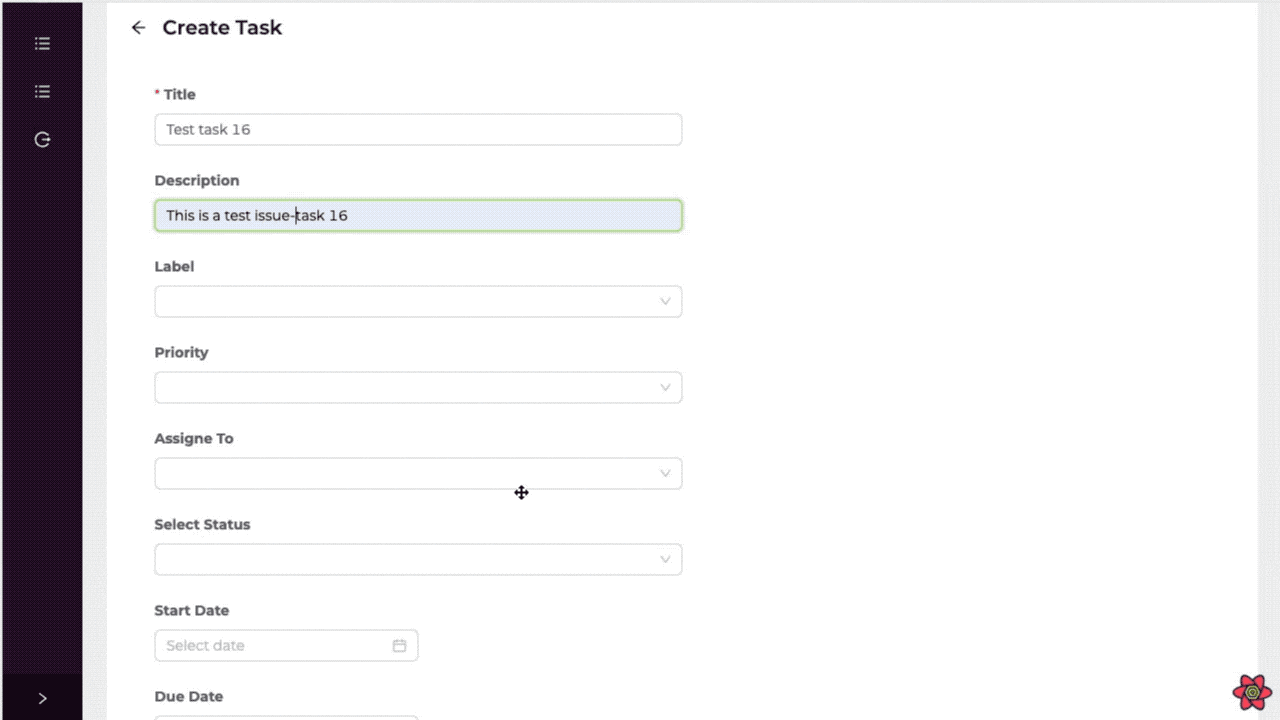 Create Task
* Title
Test task 16
Description
This is a test issue-task 16
Label
Priority
Assigne To
Select Status
Start Date
Select date
Due Date